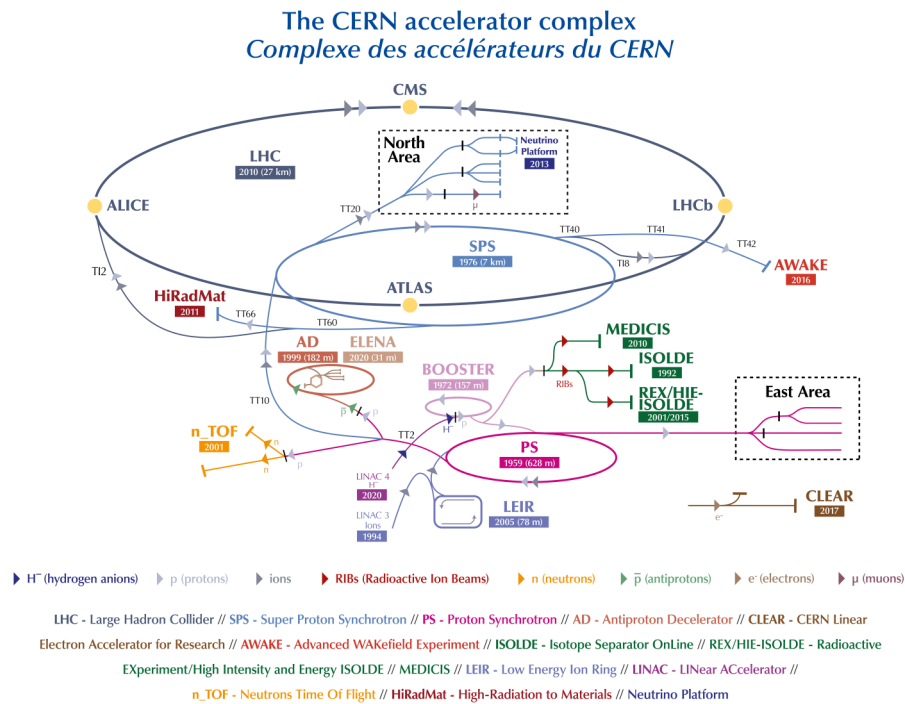 The CERN accelerator complex
Complexe des accélérateurs du CERN
CMS
North
Area
Neutrino
Platform
2013
LHC
2010 (27 km)
μ
ALICE
LHCb
TT20
TT40
TT41
TT42
SPS
1976 (7 km)
TI8
TI2
AWAKE
2016
ATLAS
HiRadMat
2011
TT66
TT60
MEDICIS
2010
AD
1999 (182 m)
ELENA
2020 (31 m)
BOOSTER
1972 (157 m)
ISOLDE
1992
RIBs
REX/HIE-
ISOLDE
2001/2015
East Area
TT10
p̅
p
H⁻
p
n_TOF
2001
n
n
p
TT2
PS
1959 (628 m)
LINAC 4
H⁻
2020
LINAC 3
Ions
1994
LEIR
2005 (78 m)
CLEAR
2017
e⁻
H⁻ (hydrogen anions)
p (protons)
ions
RIBs (Radioactive Ion Beams)
n (neutrons)
p̅ (antiprotons)
e⁻ (electrons)
μ (muons)
LHC - Large Hadron Collider // SPS - Super Proton Synchrotron // PS - Proton Synchrotron // AD - Antiproton Decelerator // CLEAR - CERN Linear
Electron Accelerator for Research // AWAKE - Advanced WAKefield Experiment // ISOLDE - Isotope Separator OnLine // REX/HIE-ISOLDE - Radioactive
EXperiment/High Intensity and Energy ISOLDE // MEDICIS // LEIR - Low Energy Ion Ring // LINAC - LINear ACcelerator //
n_TOF - Neutrons Time Of Flight // HiRadMat - High-Radiation to Materials // Neutrino Platform